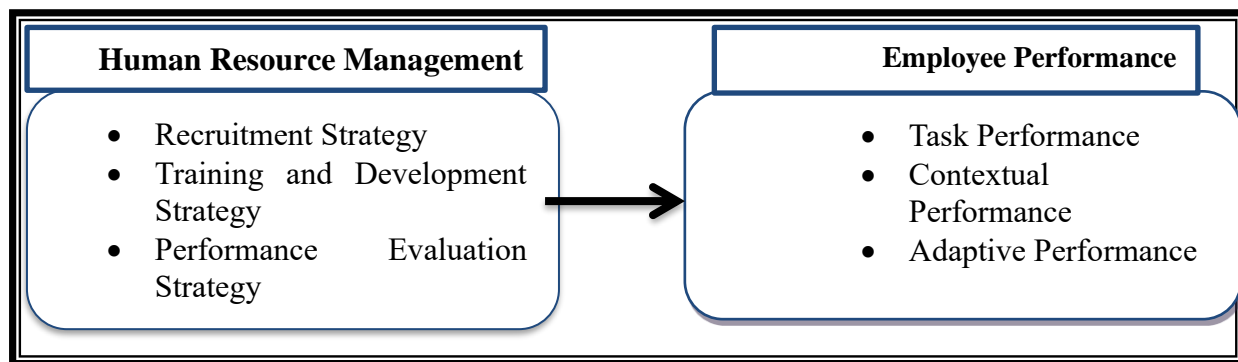 Human Resource Management
• Recruitment Strategy
• Training and Development
Strategy
• Performance Evaluation
Strategy
Employee Performance
• Task Performance
• Contextual
Performance
• Adaptive Performance